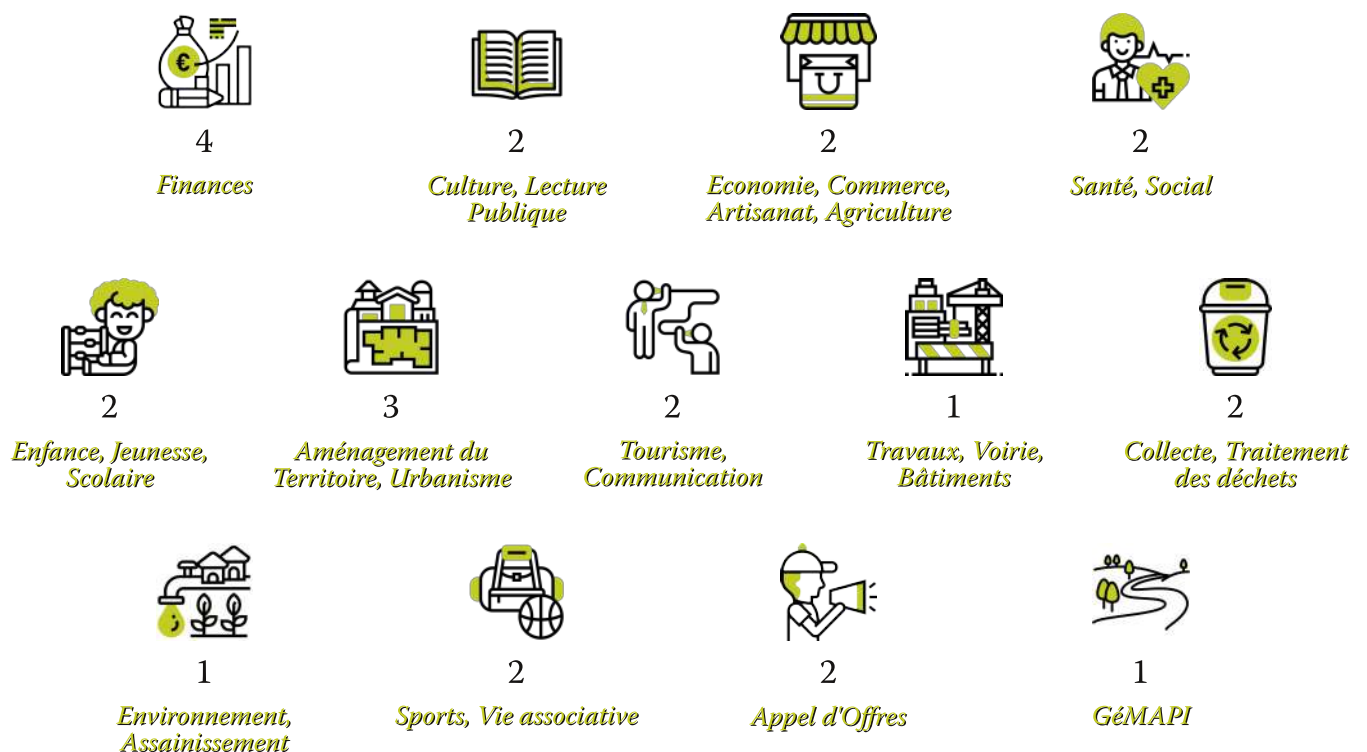 €
4
Finances
2
Culture, Lecture
Publique
2
Economie, Commerce,
Artisanat, Agriculture
2
Santé, Social
2
Enfance, Jeunesse,
Scolaire
3
Aménagement du
Territoire, Urbanisme
2
Tourisme,
Communication
1
Travaux, Voirie,
Bâtiments
2
Collecte, Traitement
des déchets
1
Environnement,
Assainissement
2
Sports, Vie associative
2
Appel d'Offres
1
GéMAPI